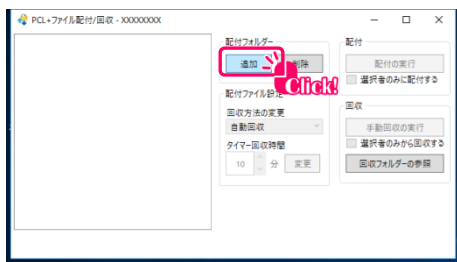 PCL+ファイル配付/回収 - XXXXXXXX
配付フォルダー
追加
削除
Click!
配付ファイル設定
回収方法の変更
自動回収
タイマー回収時間
10
分
変更
配付
配付の実行
選択者のみに配付する
回収
手動回収の実行
選択者のみから回収する
回収フォルダーの参照